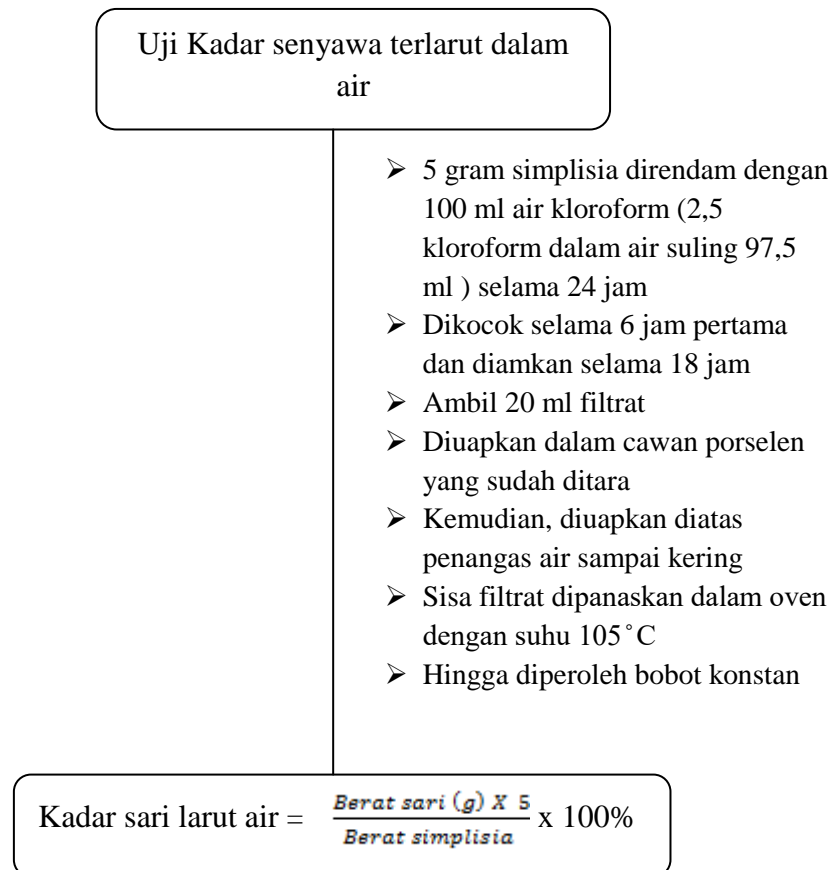 Uji Kadar senyawa terlarut dalam
air
➢ 5 gram simplisia direndam dengan
100 ml air kloroform (2,5
kloroform dalam air suling 97,5
ml ) selama 24 jam
➢ Dikocok selama 6 jam pertama
dan diamkan selama 18 jam
➢ Ambil 20 ml filtrat
➢ Diuapkan dalam cawan porselen
yang sudah ditara
➢ Kemudian, diuapkan diatas
penangas air sampai kering
➢ Sisa filtrat dipanaskan dalam oven
dengan suhu 105˚C
➢ Hingga diperoleh bobot konstan
Berat sari (g) X 5
Kadar sari larut air = x 100%
Berat simplisia